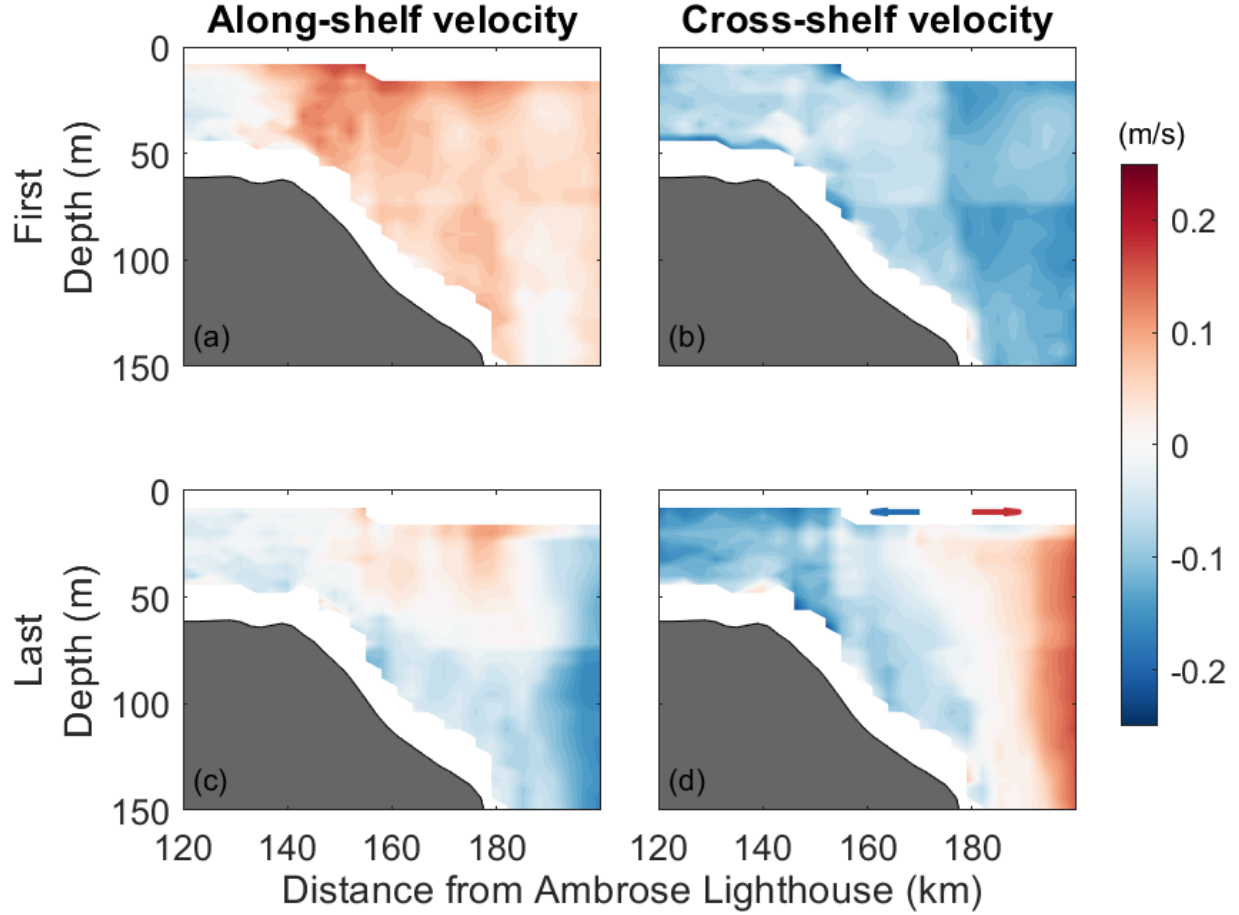 Along-shelf velocity
Cross-shelf velocity
First
Depth (m)
0
50
100
150
(a)
(b)
(m/s)
0.2
0.1
0
-0.1
-0.2
Last
Depth (m)
0
50
100
150
(c)
(d)
120
140
160
180
120
140
160
180
Distance from Ambrose Lighthouse (km)